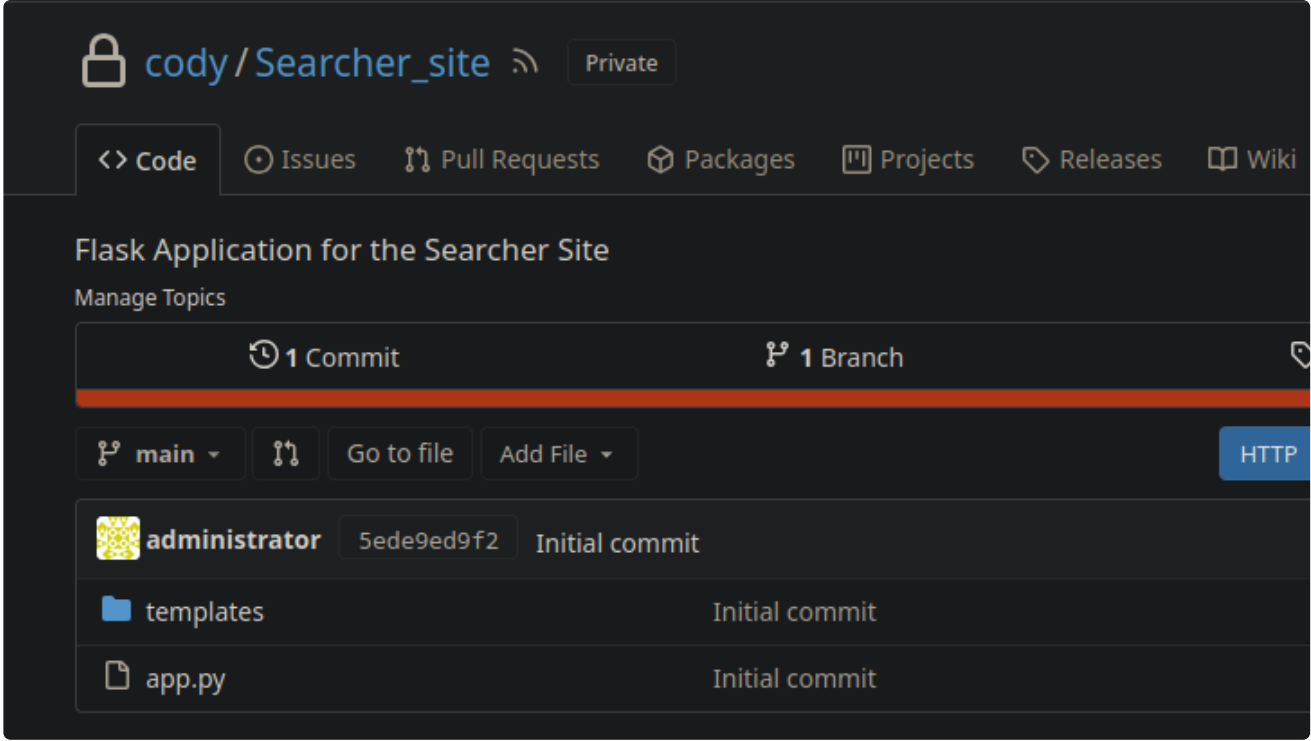 cody / Searcher_site Private
Code Issues Pull Requests Packages Projects Releases Wiki
Flask Application for the Searcher Site
Manage Topics
1 Commit 1 Branch
main Go to file Add File HTTP
administrator 5ede9ed9f2 Initial commit
templates Initial commit
app.py Initial commit